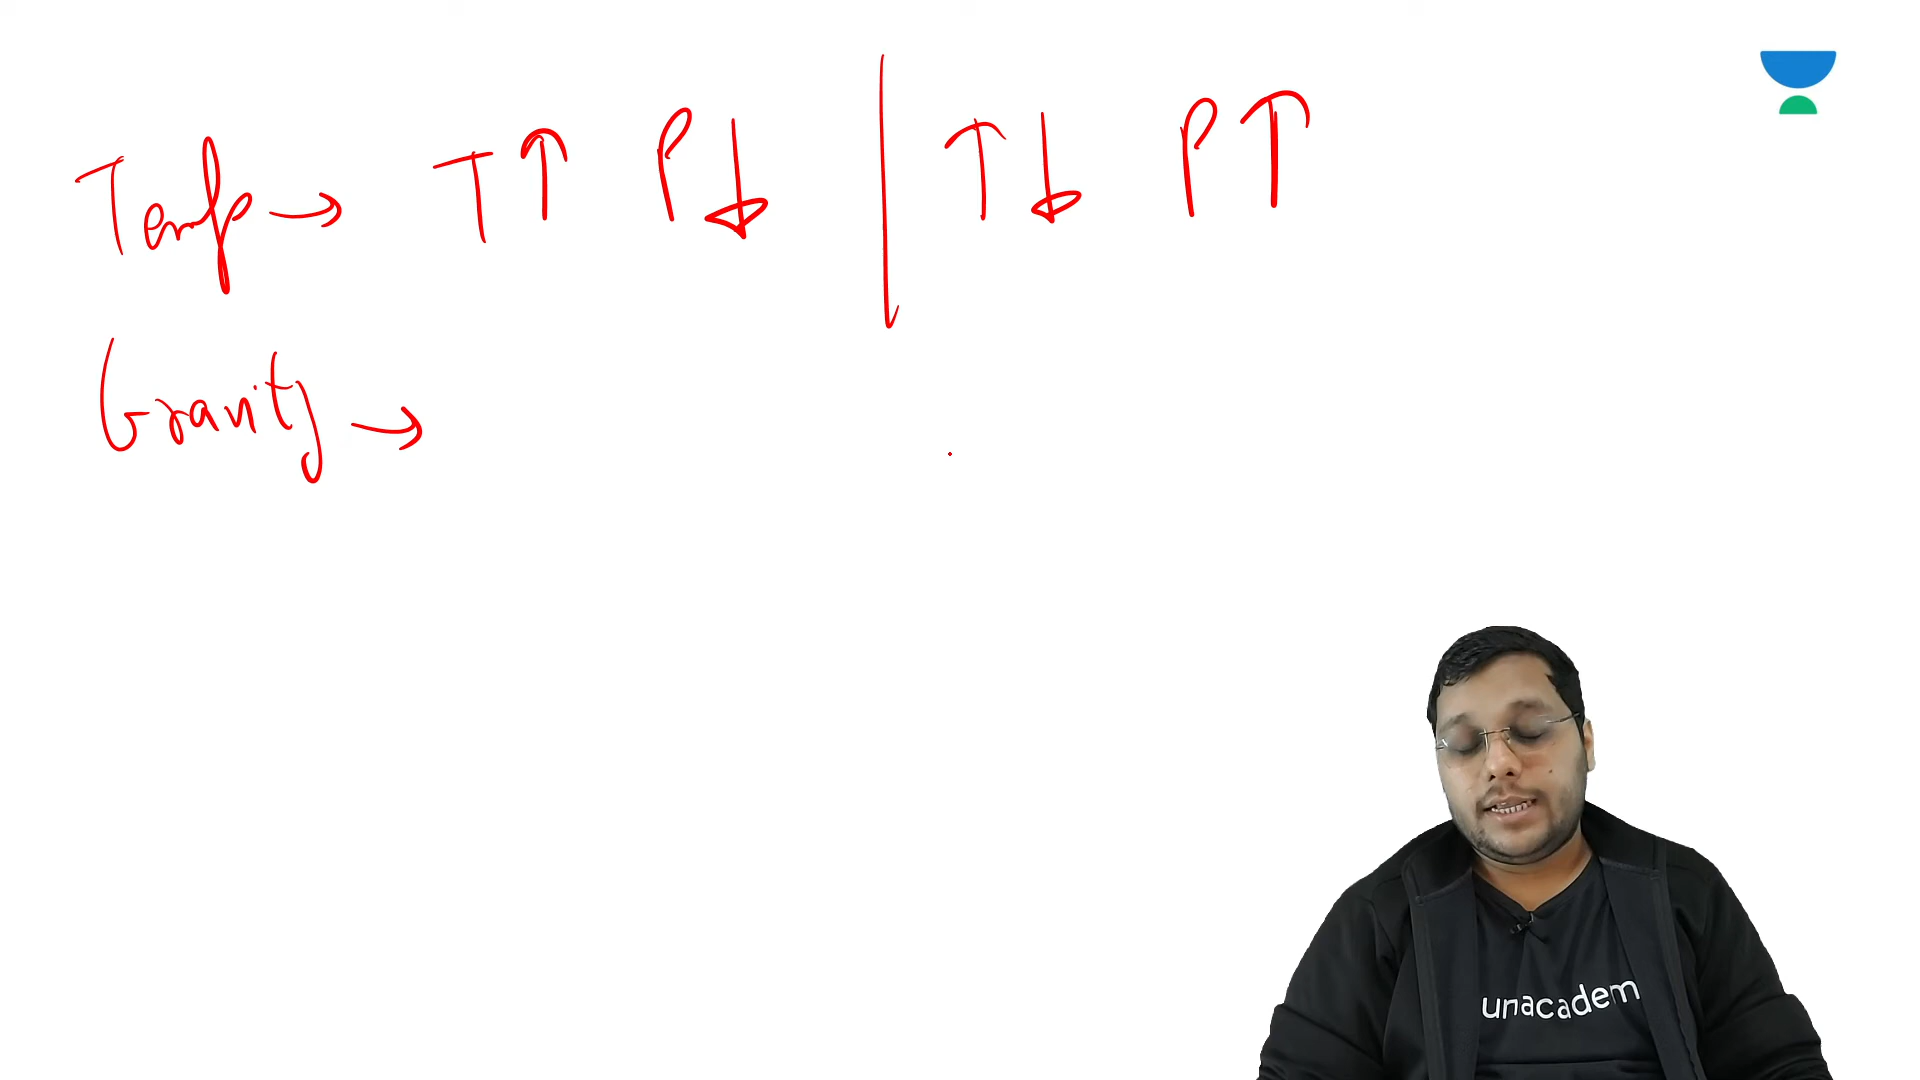 Temp → T↑ P↓ | T↓ P↑
Gravity →
unacadem